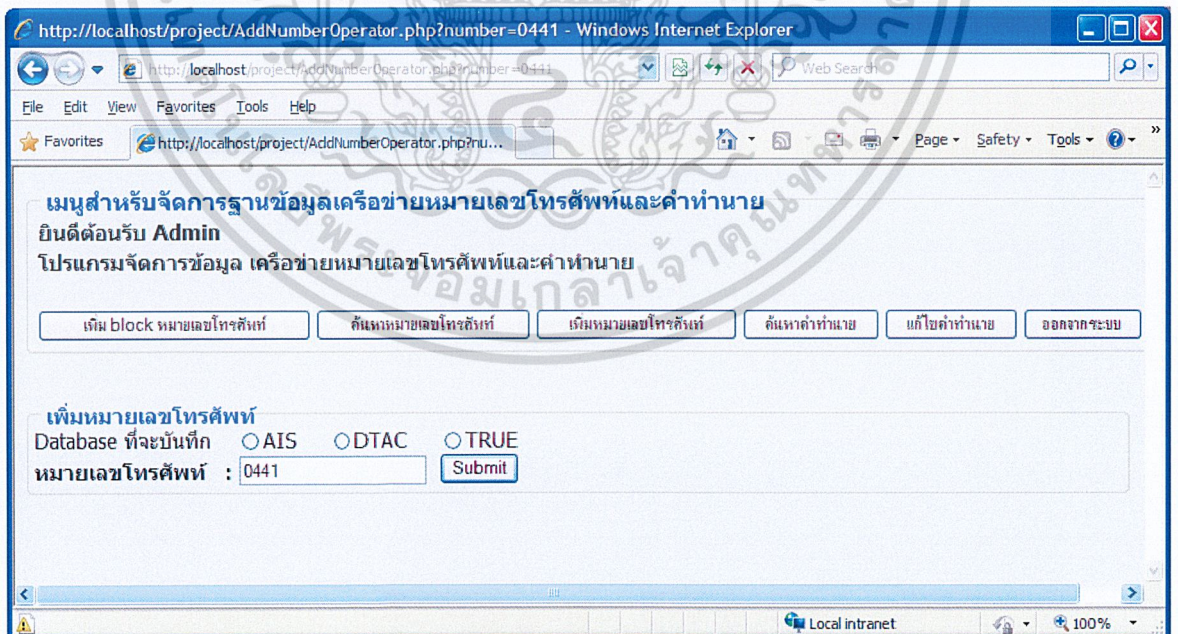 http://localhost/project/AddNumberOperator.php?number=0441 - Windows Internet Explorer
http://localhost/project/AddNumberOperator.php?number=0441 Web Search
File Edit View Favorites Tools Help
Favorites http://localhost/project/AddNumberOperator.php?nu... Page Safety Tools »
เมนูสำหรับจัดการฐานข้อมูลเครือข่ายหมายเลขโทรศัพท์และคำทำนาย
ยินดีต้อนรับ Admin
โปรแกรมจัดการข้อมูล เครือข่ายหมายเลขโทรศัพท์และคำทำนาย
เพิ่ม block หมายเลขโทรศัพท์ ค้นหาหมายเลขโทรศัพท์ เพิ่มหมายเลขโทรศัพท์ ค้นหาคำทำนาย แก้ไขคำทำนาย ออกจากระบบ
เพิ่มหมายเลขโทรศัพท์
Database ที่จะบันทึก AIS DTAC TRUE
หมายเลขโทรศัพท์ : 0441 Submit
Local intranet 100%